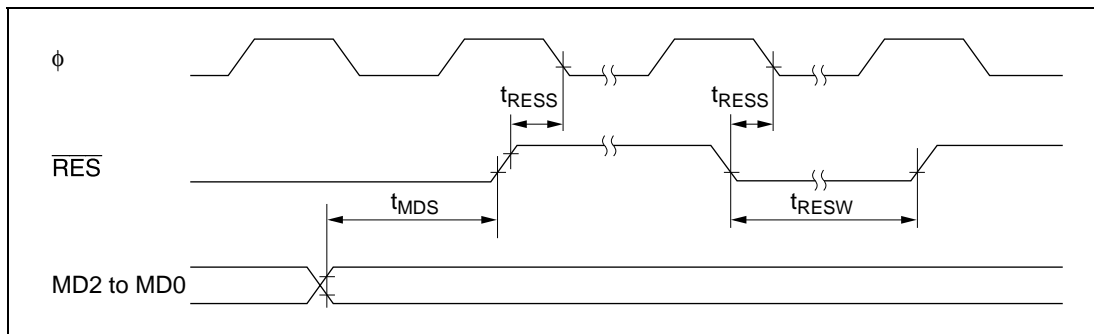 ϕ
tRESS tRESS
RES
tMDS tRESW
MD2 to MD0